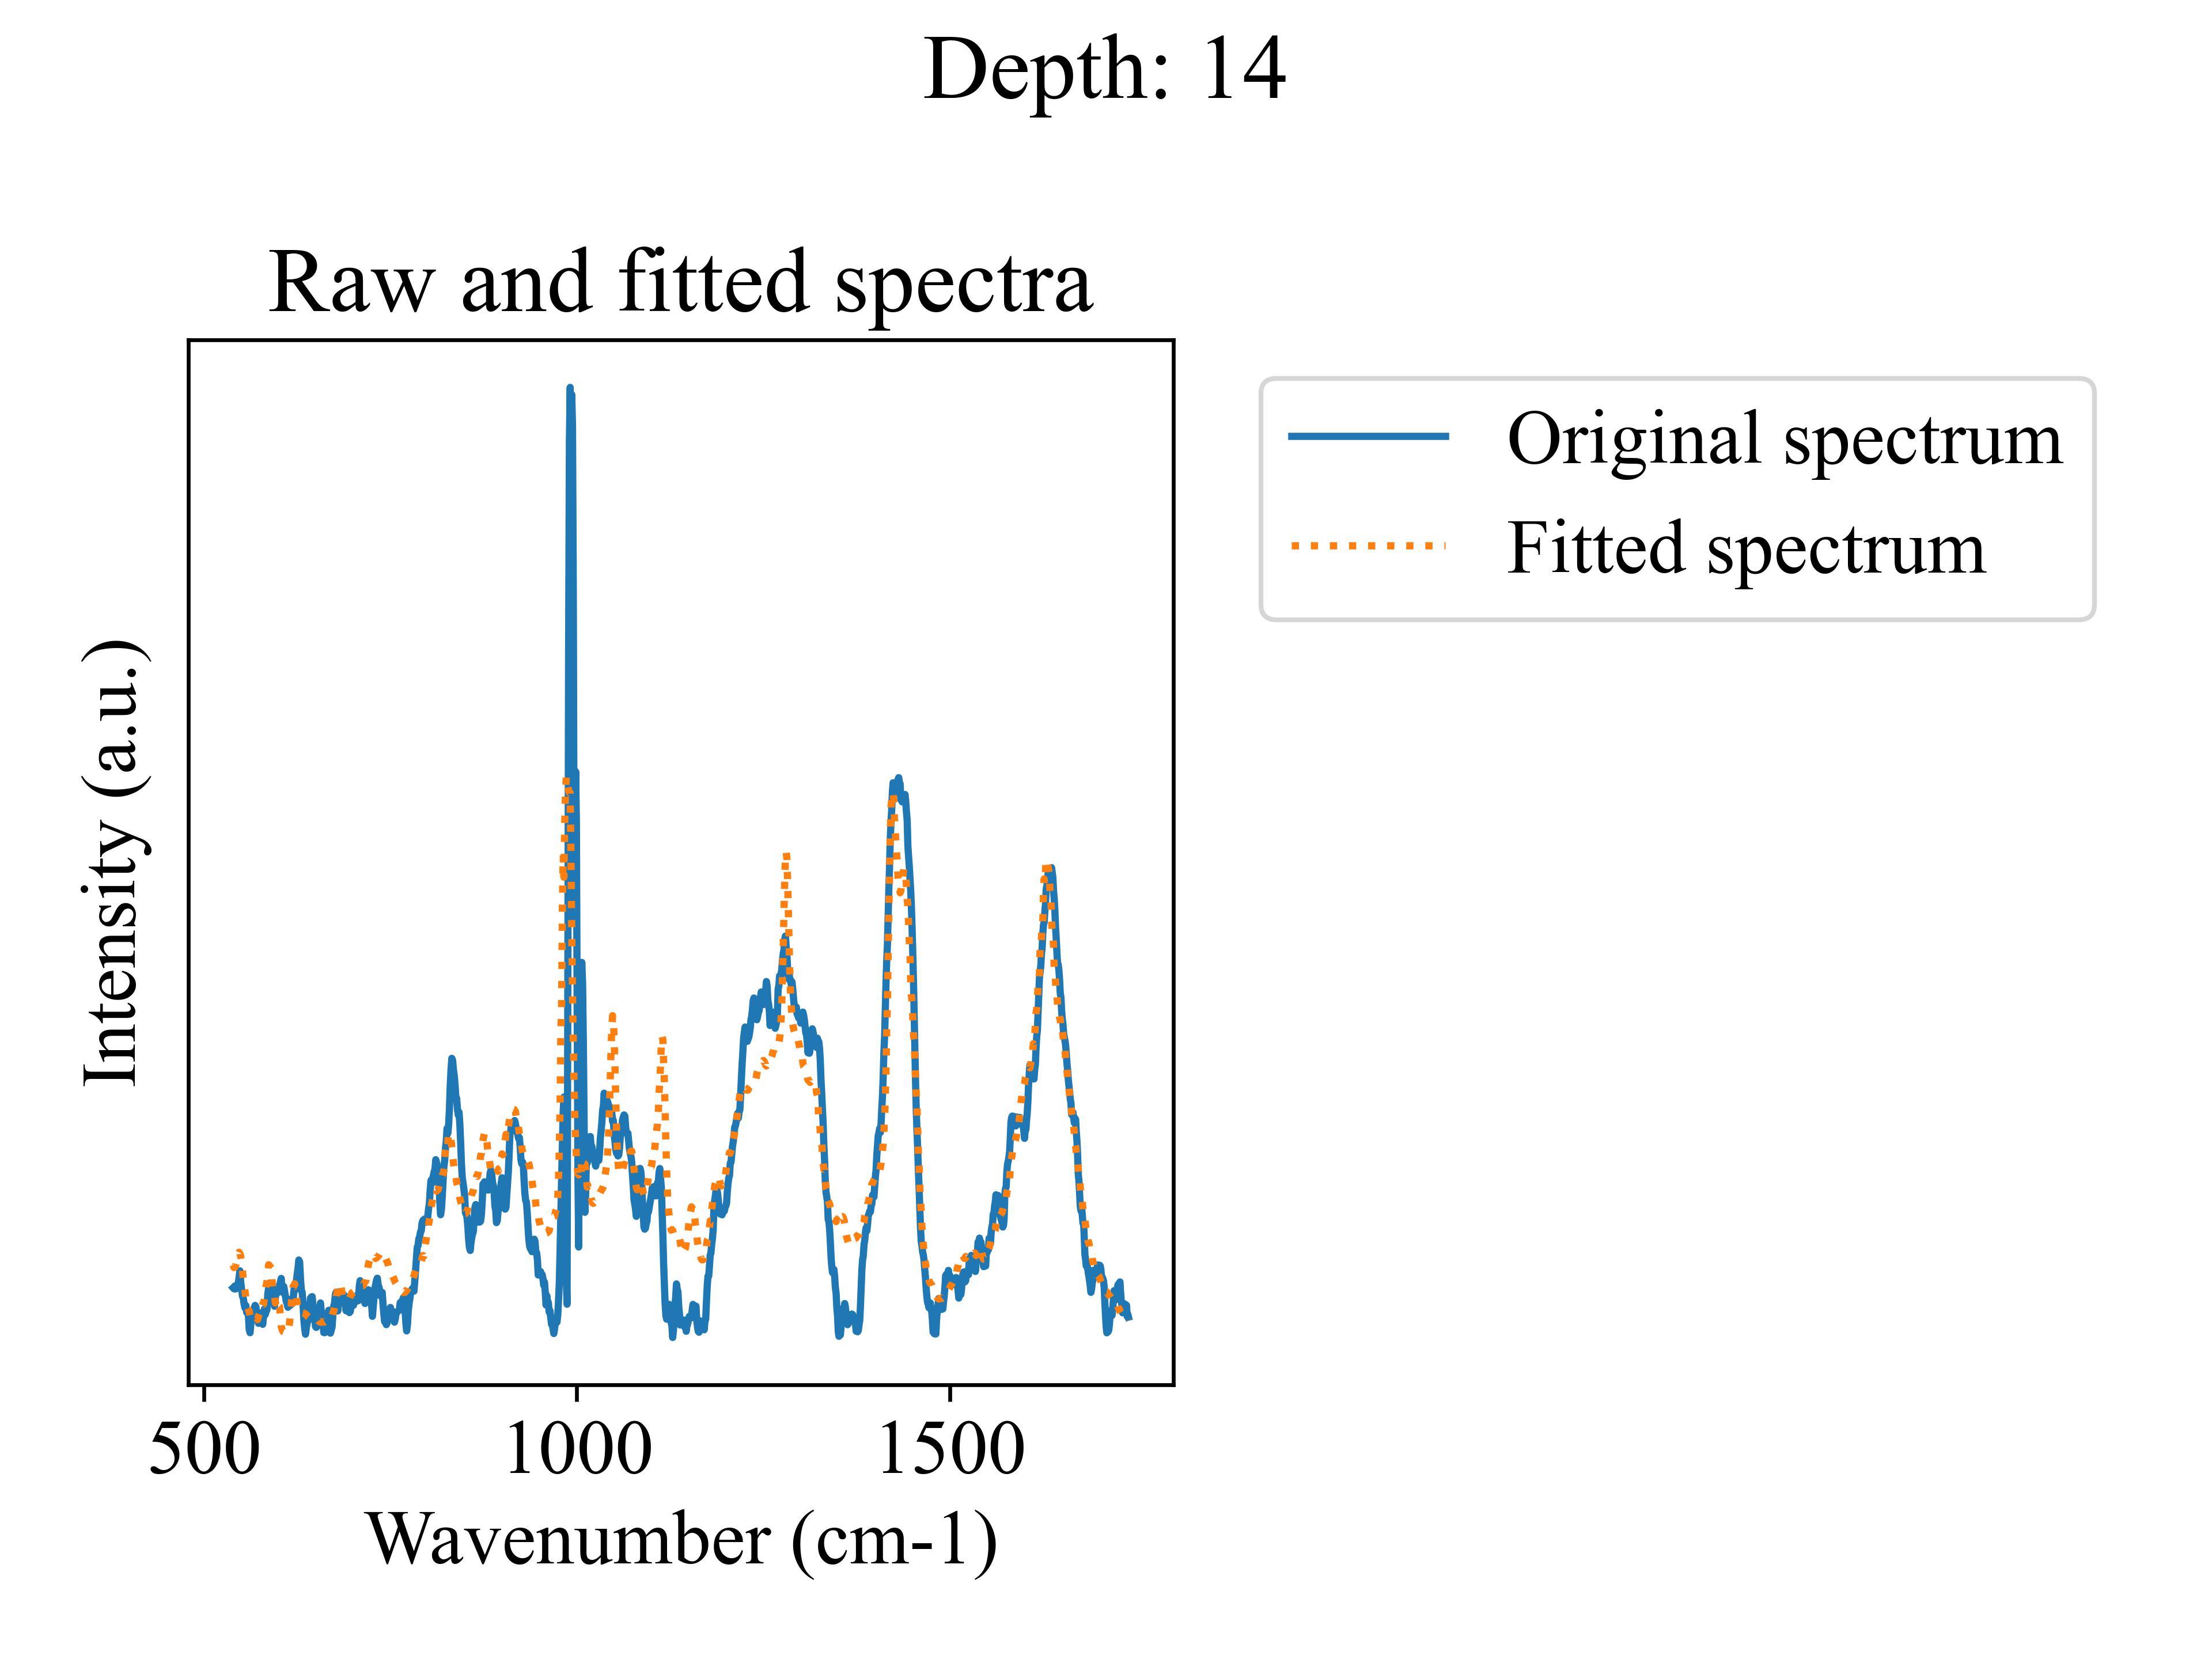 Depth: 14
Raw and fitted spectra
Original spectrum
Fitted spectrum
Intensity (a.u.)
500 1000 1500
Wavenumber (cm-1)